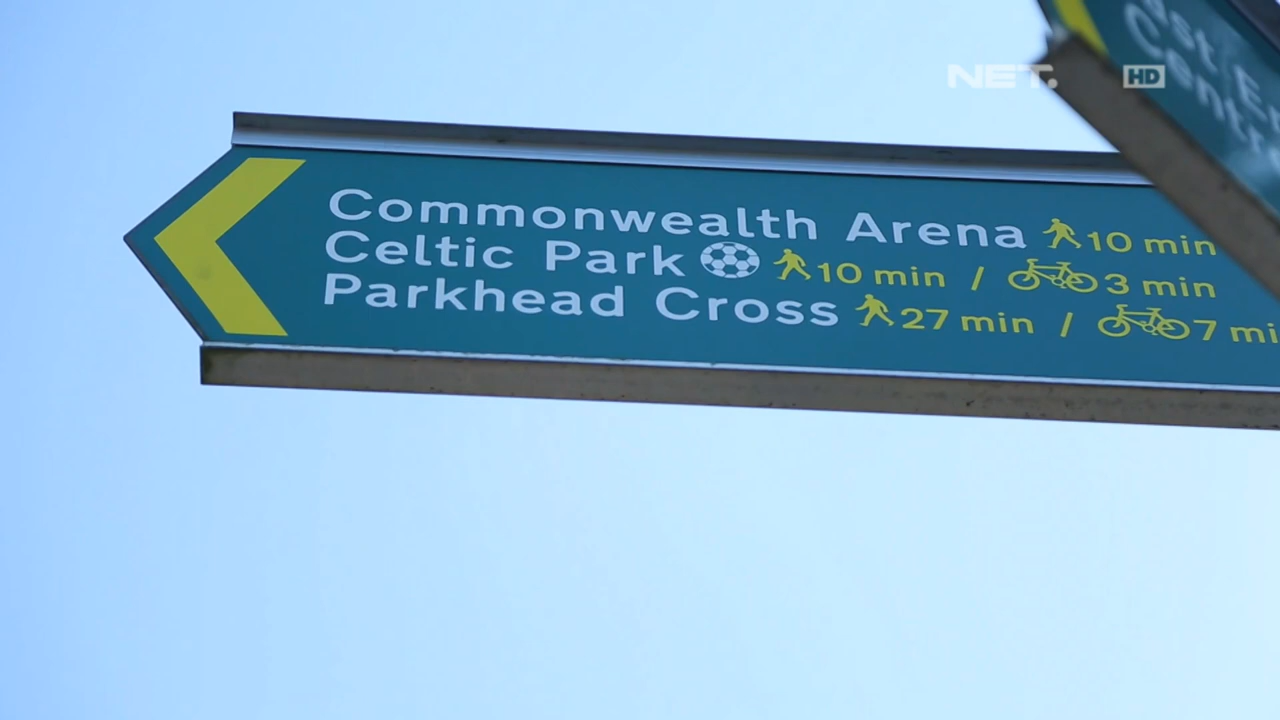 NET. HD
Commonwealth Arena 10 min
Celtic Park 10 min / 3 min
Parkhead Cross 27 min / 7